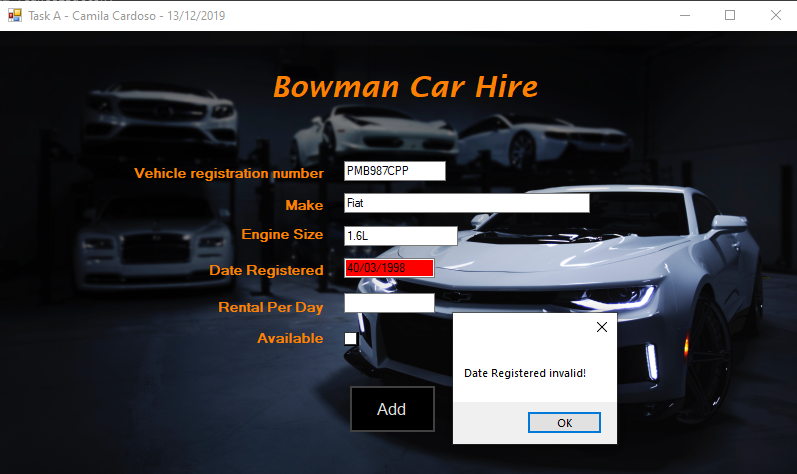 Task A - Camila Cardoso - 13/12/2019
Bowman Car Hire
Vehicle registration number PMB987CPP
Make Fiat
Engine Size 1.6L
Date Registered 40/03/1998
Rental Per Day
Available
Date Registered invalid!
OK
Add